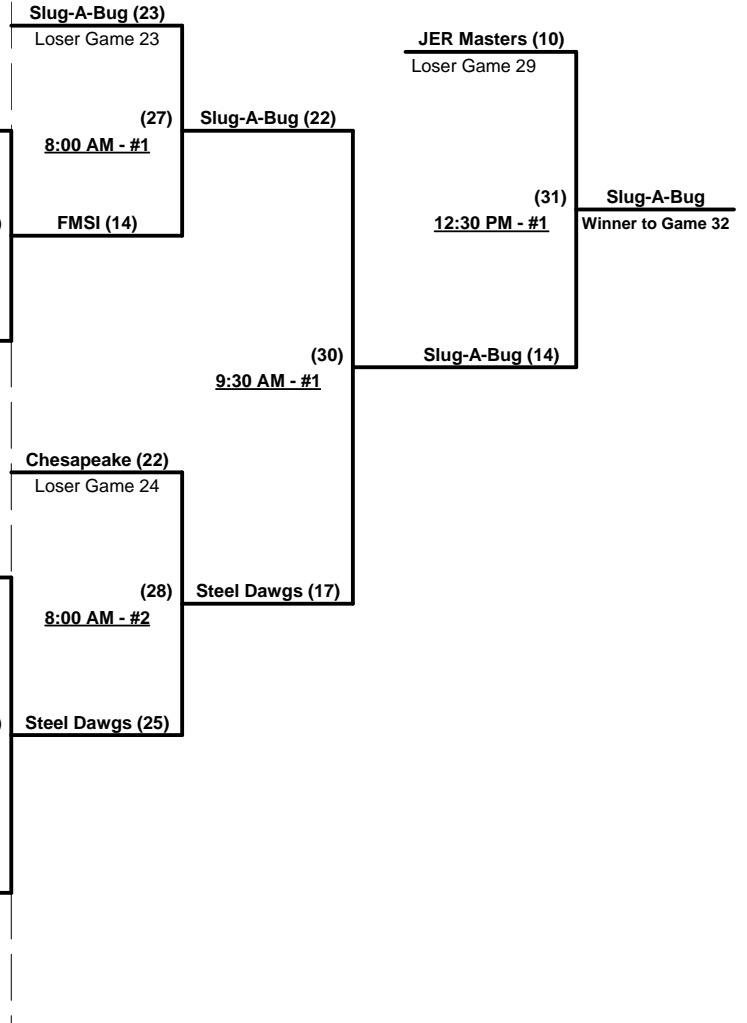 Slug-A-Bug (23)
Loser Game 23
JER Masters (10)
Loser Game 29
(27)
Slug-A-Bug (22)
8:00 AM - #1
(31)
Slug-A-Bug
FMSI (14)
12:30 PM - #1
Winner to Game 32
(30)
Slug-A-Bug (14)
9:30 AM - #1
Chesapeake (22)
Loser Game 24
(28)
Steel Dawgs (17)
8:00 AM - #2
Steel Dawgs (25)